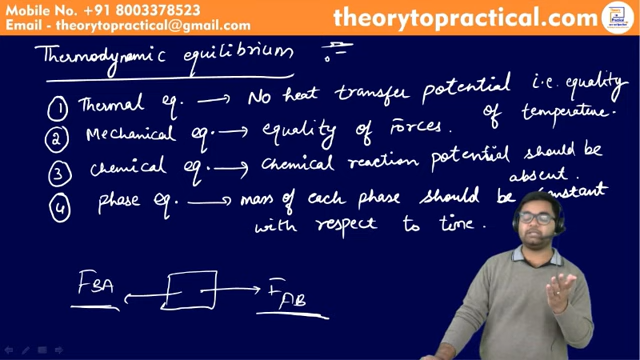 Mobile No. +91 8003378523
Email - theorytopractical@gmail.com
theorytopractical.com
Thermodynamic equilibrium :-
① Thermal eq. → No heat transfer potential i.e. equality
of temperature.
② Mechanical eq. → equality of Forces.
③ Chemical eq. → Chemical reaction potential should be
absent.
④ phase eq. → mass of each phase should be constant
with respect to time.
F_BA
F_AB